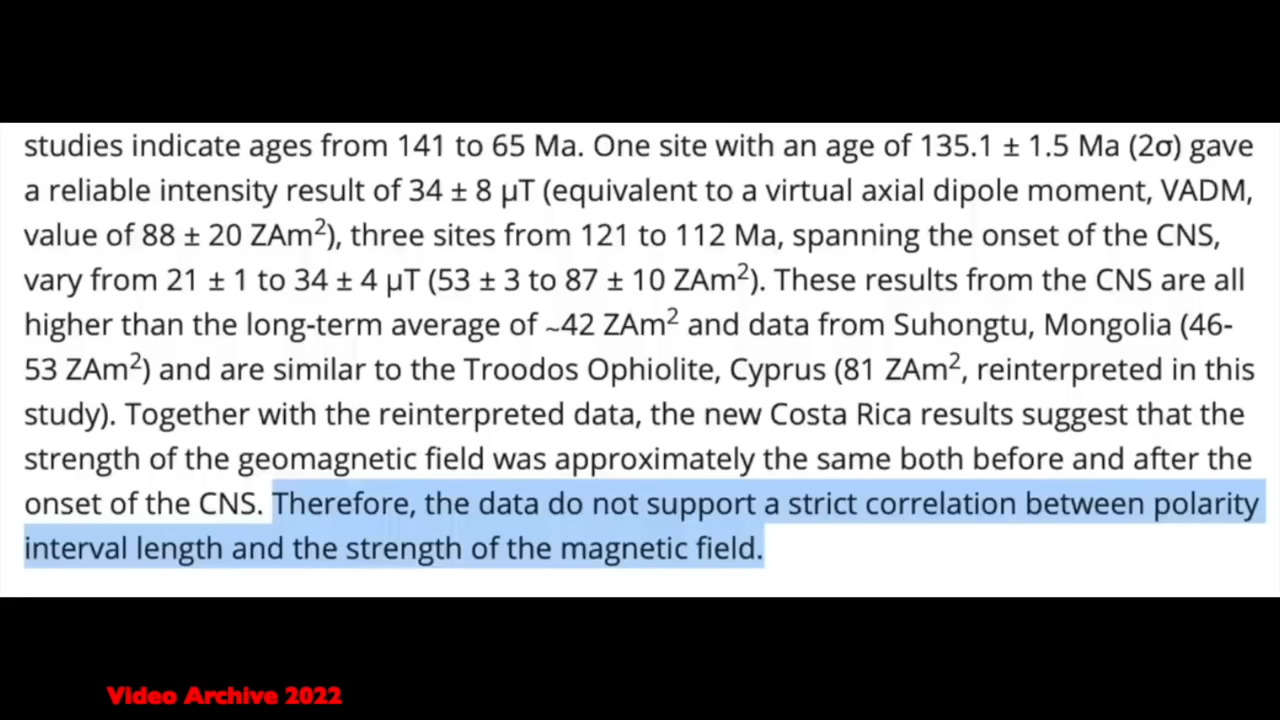 studies indicate ages from 141 to 65 Ma. One site with an age of 135.1 ± 1.5 Ma (2σ) gave
a reliable intensity result of 34 ± 8 μT (equivalent to a virtual axial dipole moment, VADM,
value of 88 ± 20 ZAm²), three sites from 121 to 112 Ma, spanning the onset of the CNS,
vary from 21 ± 1 to 34 ± 4 μT (53 ± 3 to 87 ± 10 ZAm²). These results from the CNS are all
higher than the long-term average of ~42 ZAm² and data from Suhongtu, Mongolia (46-
53 ZAm²) and are similar to the Troodos Ophiolite, Cyprus (81 ZAm², reinterpreted in this
study). Together with the reinterpreted data, the new Costa Rica results suggest that the
strength of the geomagnetic field was approximately the same both before and after the
onset of the CNS. Therefore, the data do not support a strict correlation between polarity
interval length and the strength of the magnetic field.
Video Archive 2022